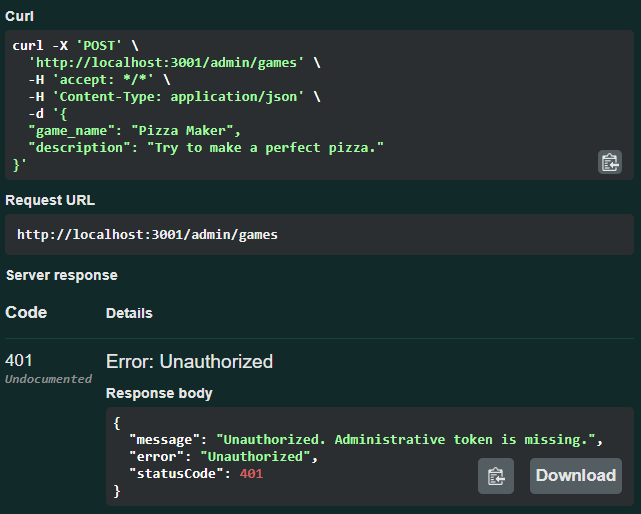 Curl
curl -X 'POST' \
  'http://localhost:3001/admin/games' \
  -H 'accept: */*' \
  -H 'Content-Type: application/json' \
  -d '{
  "game_name": "Pizza Maker",
  "description": "Try to make a perfect pizza."
}'
Request URL
http://localhost:3001/admin/games
Server response
Code Details
401 Error: Unauthorized
Undocumented
Response body
{
  "message": "Unauthorized. Administrative token is missing.",
  "error": "Unauthorized",
  "statusCode": 401
}
Download